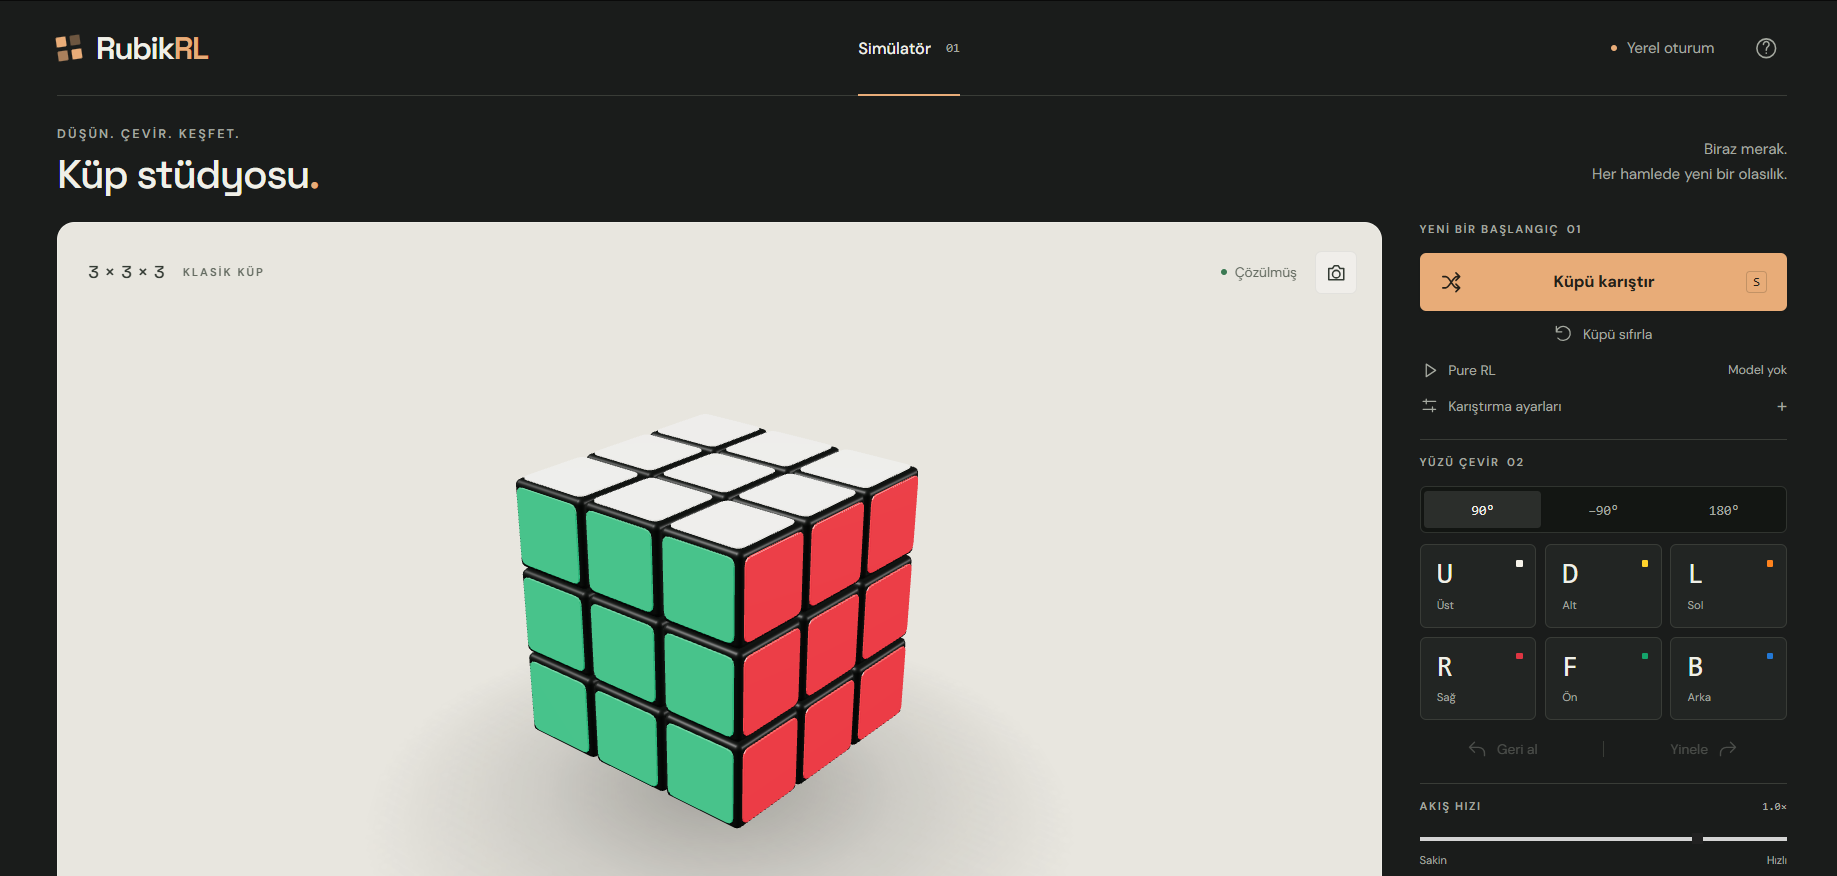 RubikRL
Simülatör 01
Yerel oturum
DÜŞÜN. ÇEVİR. KEŞFET.
Küp stüdyosu.
Biraz merak.
Her hamlede yeni bir olasılık.
3 × 3 × 3 KLASİK KÜP
Çözülmüş
YENİ BİR BAŞLANGIÇ 01
Küpü karıştır S
Küpü sıfırla
Pure RL Model yok
Karıştırma ayarları +
YÜZÜ ÇEVİR 02
90° −90° 180°
U D L
Üst Alt Sol
R F B
Sağ Ön Arka
Geri al Yinele
AKIŞ HIZI 1.0×
Sakin Hızlı